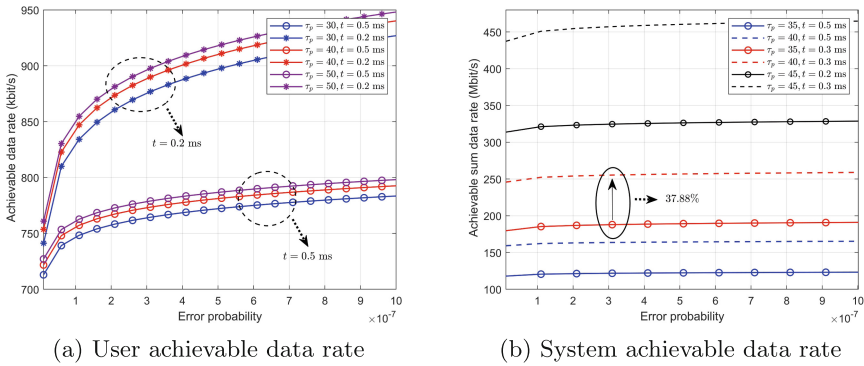 950
900
850
800
750
700
Achievable data rate (kbit/s)
τp = 30, t = 0.5 ms
τp = 30, t = 0.2 ms
τp = 40, t = 0.5 ms
τp = 40, t = 0.2 ms
τp = 50, t = 0.5 ms
τp = 50, t = 0.2 ms
t = 0.2 ms
t = 0.5 ms
0 1 2 3 4 5 6 7 8 9 10
Error probability
×10⁻⁷
(a) User achievable data rate
450
400
350
300
250
200
150
100
Achievable sum data rate (Mbit/s)
τp = 35, t = 0.5 ms
τp = 40, t = 0.5 ms
τp = 35, t = 0.3 ms
τp = 40, t = 0.3 ms
τp = 45, t = 0.2 ms
τp = 45, t = 0.3 ms
37.88%
0 1 2 3 4 5 6 7 8 9 10
Error probability
×10⁻⁷
(b) System achievable data rate